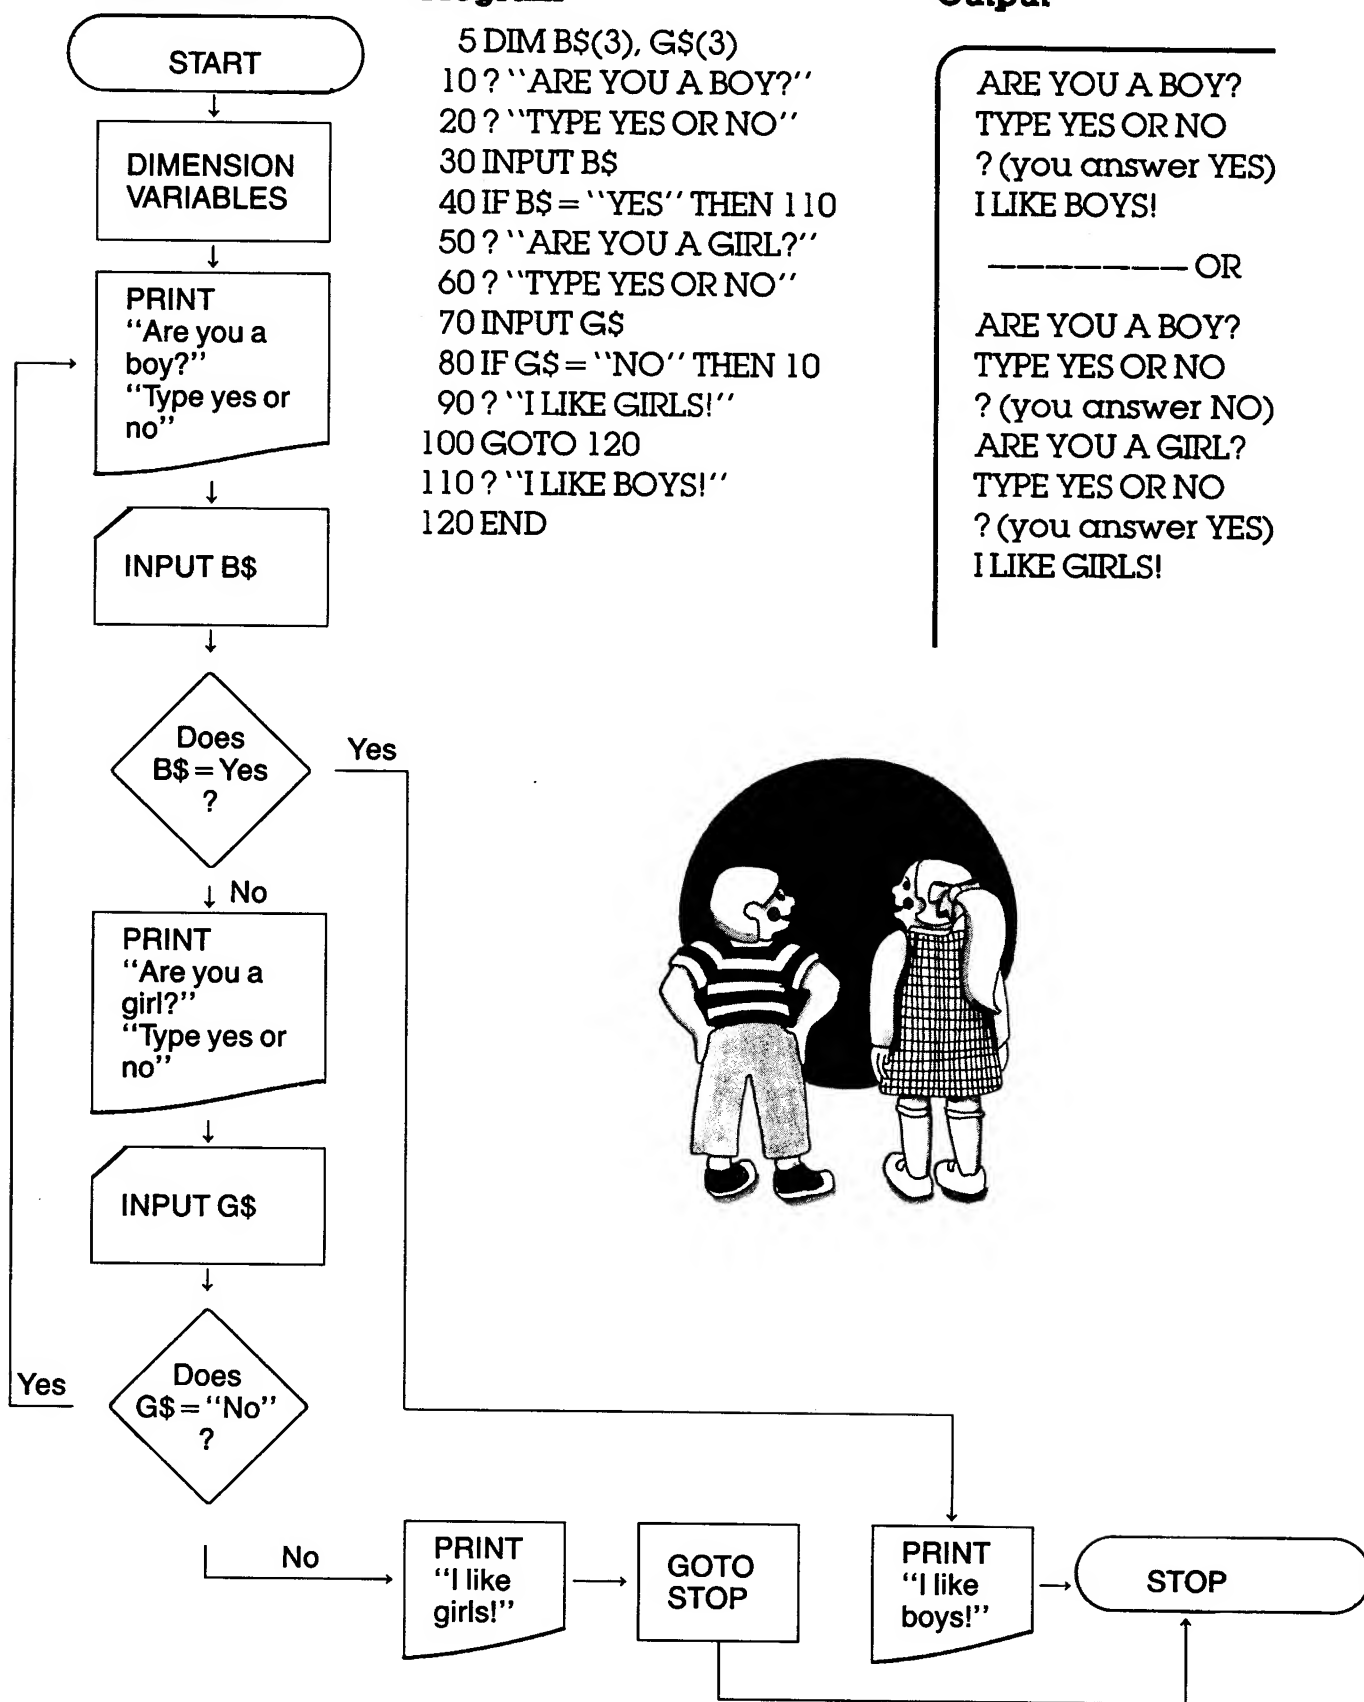 START
DIMENSION
VARIABLES
PRINT
“Are you a
boy?”
“Type yes or
no”
INPUT B$
Does
B$ = Yes
?
Yes
No
PRINT
“Are you a
girl?”
“Type yes or
no”
INPUT G$
Does
G$ = “No”
?
Yes
No
PRINT
“I like
girls!”
GOTO
STOP
PRINT
“I like
boys!”
STOP
5 DIM B$(3), G$(3)
10 ? “ARE YOU A BOY?”
20 ? “TYPE YES OR NO”
30 INPUT B$
40 IF B$ = “YES” THEN 110
50 ? “ARE YOU A GIRL?”
60 ? “TYPE YES OR NO”
70 INPUT G$
80 IF G$ = “NO” THEN 10
90 ? “I LIKE GIRLS!”
100 GOTO 120
110 ? “I LIKE BOYS!”
120 END
Output
ARE YOU A BOY?
TYPE YES OR NO
? (you answer YES)
I LIKE BOYS!
———————— OR
ARE YOU A BOY?
TYPE YES OR NO
? (you answer NO)
ARE YOU A GIRL?
TYPE YES OR NO
? (you answer YES)
I LIKE GIRLS!